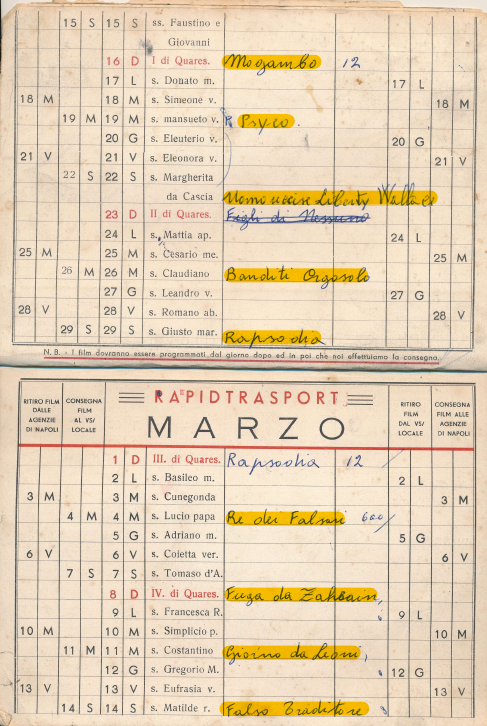 15 S 15 S ss. Faustino e
Giovanni
16 D I di Quares. Mogambo 12
17 L s. Donato m. 17 L
18 M 18 M s. Simeone v. 18 M
19 M 19 M s. mansueto v. Psyco.
20 G s. Eleuterio v. 20 G
21 V 21 V s. Eleonora v. 21 V
22 S 22 S s. Margherita
da Cascia Uomi uccise Liberty Wallace
23 D II di Quares. Figli di Nessuno
24 L s. Mattia ap. 24 L
25 M 25 M s. Cesario me. 25 M
26 M 26 M s. Claudiano Banditi Orgosolo
27 G s. Leandro v. 27 G
28 V 28 V s. Romano ab. 28 V
29 S 29 S s. Giusto mar. Rapsodia
N. B. - I film dovranno essere programmati dal giorno dopo ed in poi che noi effettuiamo la consegna.
RITIRO FILM DALLE AGENZIE DI NAPOLI
CONSEGNA FILM AL VS/ LOCALE
RAPIDTRASPORT
MARZO
RITIRO FILM DAL VS/ LOCALE
CONSEGNA FILM ALLE AGENZIE DI NAPOLI
1 D III. di Quares. Rapsodia 12
2 L s. Basileo m. 2 L
3 M 3 M s. Cunegonda 3 M
4 M 4 M s. Lucio papa Re dei Falsari 600/
5 G s. Adriano m. 5 G
6 V 6 V s. Coietta ver. 6 V
7 S 7 S s. Tomaso d'A.
8 D IV. di Quares. Fuga da Zahrain,
9 L s. Francesca R. 9 L
10 M 10 M s. Simplicio p. 10 M
11 M 11 M s. Costantino Giorno da Leoni,
12 G s. Gregorio M. 12 G
13 V 13 V s. Eufrasia v. 13 V
14 S 14 S s. Matilde r. Falso Traditore